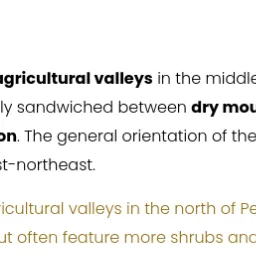 agricultural valleys in the middle
ly sandwiched between dry mou
on. The general orientation of the
st-northeast.
icultural valleys in the north of Pe
ut often feature more shrubs and